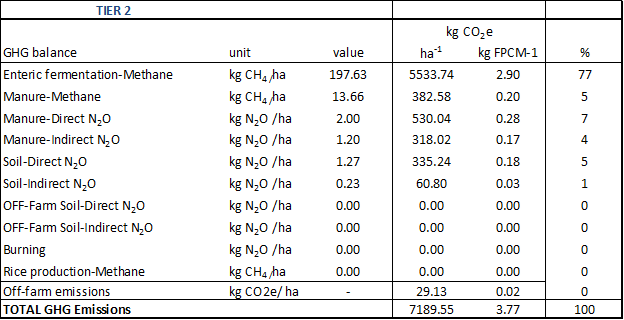 TIER 2
kg CO₂e
GHG balance unit value ha⁻¹ kg FPCM-1 %
Enteric fermentation-Methane kg CH₄/ha 197.63 5533.74 2.90 77
Manure-Methane kg CH₄/ha 13.66 382.58 0.20 5
Manure-Direct N₂O kg N₂O /ha 2.00 530.04 0.28 7
Manure-Indirect N₂O kg N₂O /ha 1.20 318.02 0.17 4
Soil-Direct N₂O kg N₂O /ha 1.27 335.24 0.18 5
Soil-Indirect N₂O kg N₂O /ha 0.23 60.80 0.03 1
OFF-Farm Soil-Direct N₂O kg N₂O /ha 0.00 0.00 0.00 0
OFF-Farm Soil-Indirect N₂O kg N₂O /ha 0.00 0.00 0.00 0
Burning kg N₂O /ha 0.00 0.00 0.00 0
Rice production-Methane kg CH₄/ha 0.00 0.00 0.00 0
Off-farm emissions kg CO2e/ ha - 29.13 0.02 0
TOTAL GHG Emissions 7189.55 3.77 100